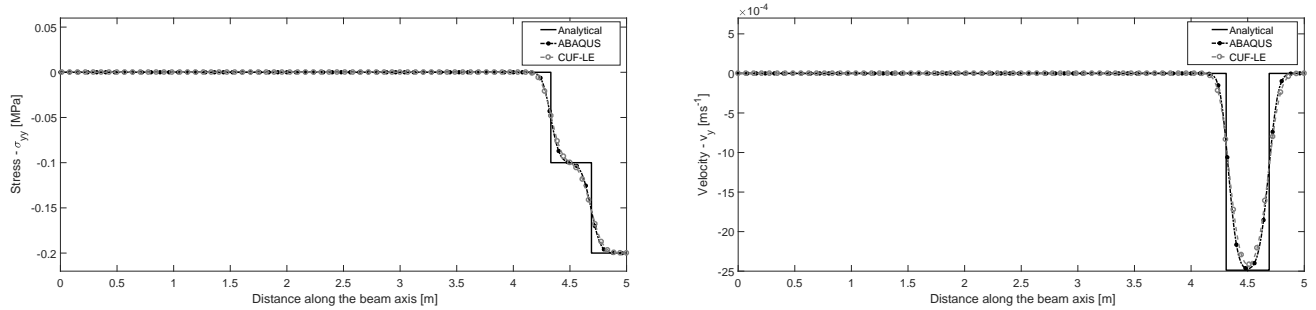 0.05
0
-0.05
-0.1
-0.15
-0.2
Stress - σyy [MPa]
0 0.5 1 1.5 2 2.5 3 3.5 4 4.5 5
Distance along the beam axis [m]
Analytical
ABAQUS
CUF-LE
×10-4
5
0
-5
-10
-15
-20
-25
Velocity - vy [ms-1]
0 0.5 1 1.5 2 2.5 3 3.5 4 4.5 5
Distance along the beam axis [m]
Analytical
ABAQUS
CUF-LE